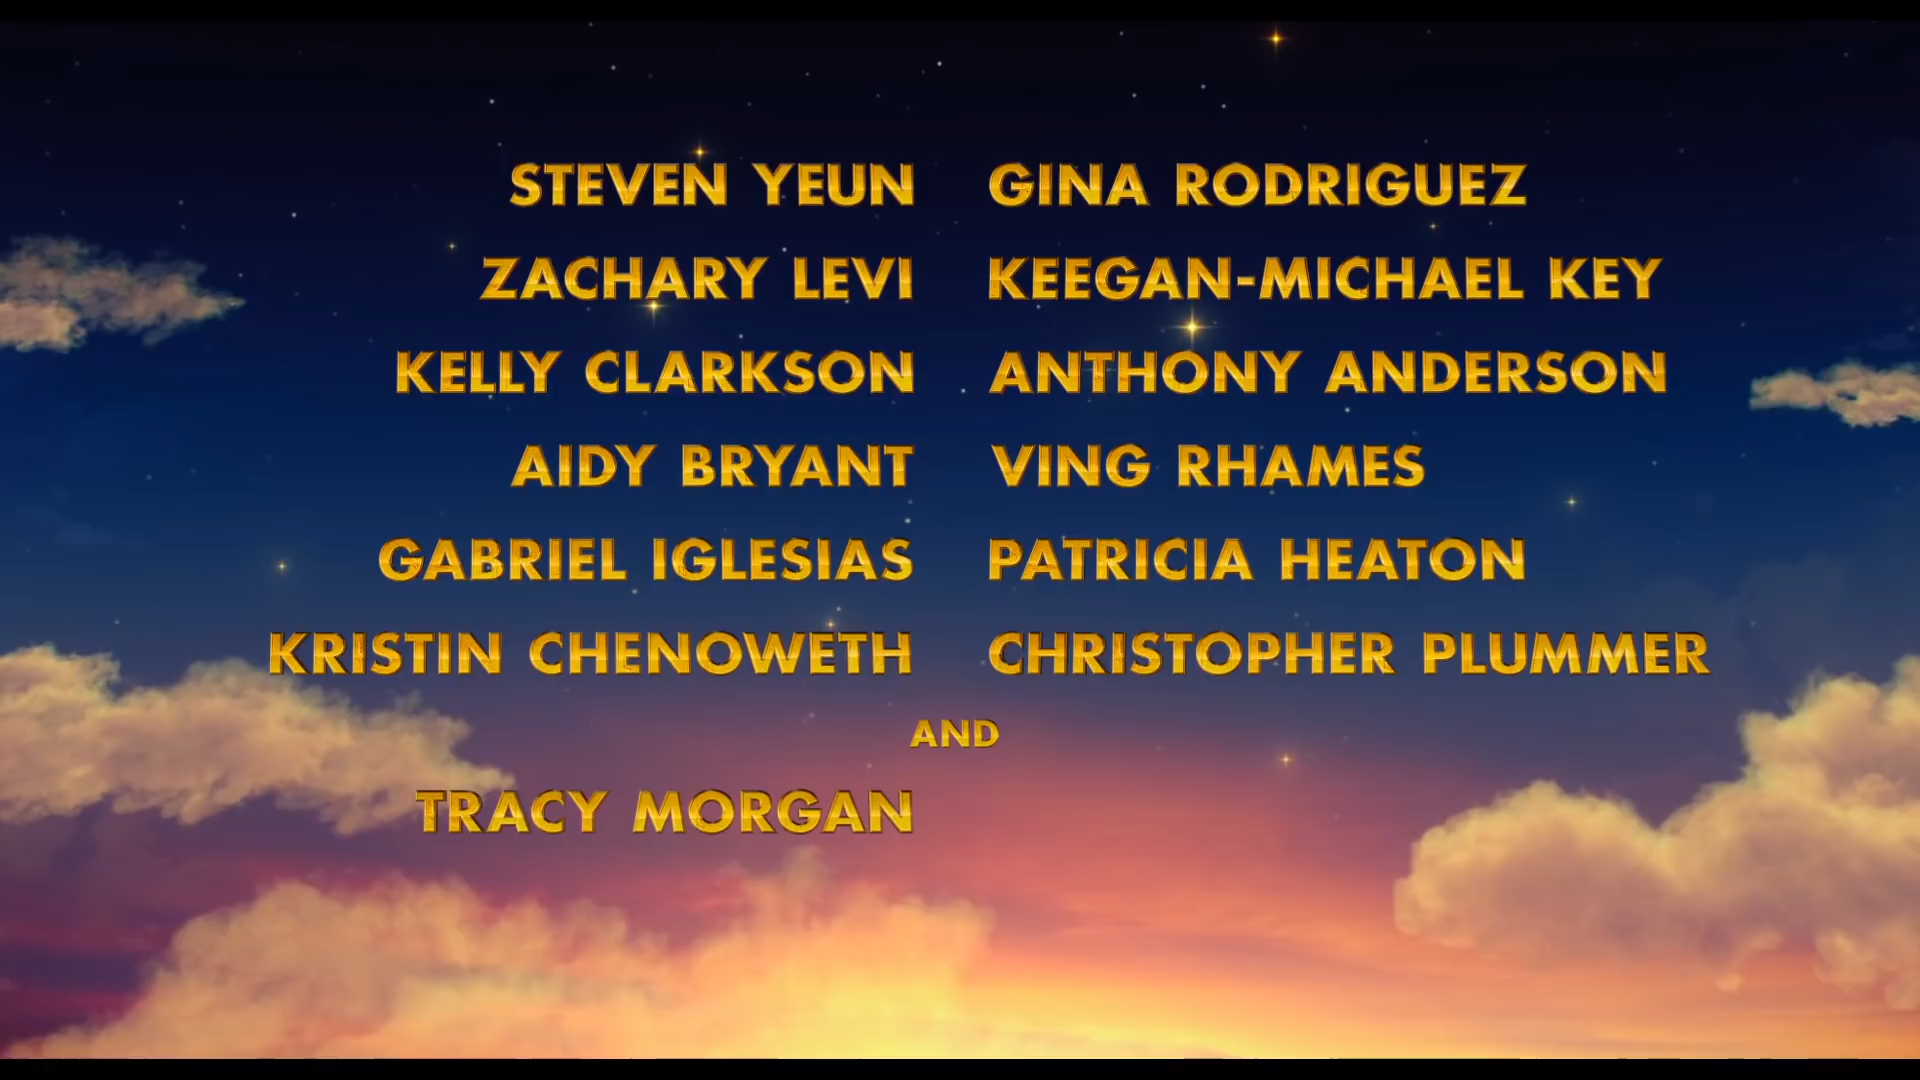 STEVEN YEUN GINA RODRIGUEZ
ZACHARY LEVI KEEGAN-MICHAEL KEY
KELLY CLARKSON ANTHONY ANDERSON
AIDY BRYANT VING RHAMES
GABRIEL IGLESIAS PATRICIA HEATON
KRISTIN CHENOWETH CHRISTOPHER PLUMMER
AND
TRACY MORGAN